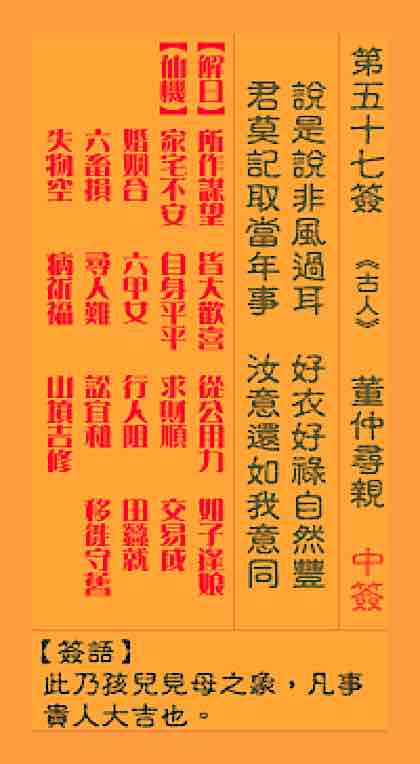 第五十七簽 《古人》 董仲尋親 中簽
說是說非風過耳 好衣好祿自然豐
君莫記取當年事 汝意還如我意同
【解曰】 所作謀望 皆大歡喜 從公用力 如子逢娘
【仙機】 家宅不安 自身平平 求財順 交易成
婚姻合 六甲安 行人阻 田蠶就
六畜損 尋人難 訟宜和 移徙守舊
失物空 病祈福 山墳吉修
【簽語】
此乃孩兒見母之象，凡事
貴人大吉也。